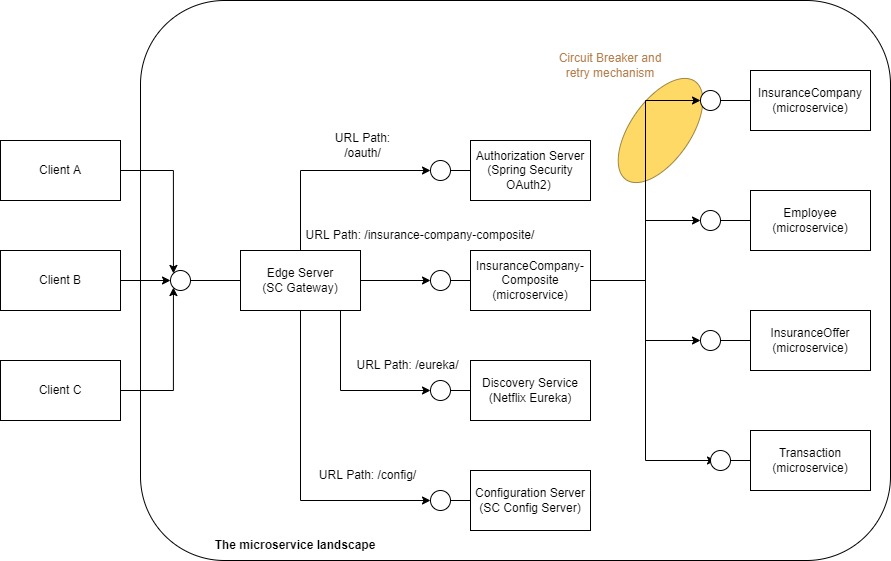 Circuit Breaker and
retry mechanism
InsuranceCompany
(microservice)
URL Path:
/oauth/
Client A
Authorization Server
(Spring Security
OAuth2)
Employee
(microservice)
URL Path: /insurance-company-composite/
Client B
Edge Server
(SC Gateway)
InsuranceCompany-
Composite
(microservice)
InsuranceOffer
(microservice)
URL Path: /eureka/
Client C
Discovery Service
(Netflix Eureka)
Transaction
(microservice)
URL Path: /config/
Configuration Server
(SC Config Server)
The microservice landscape